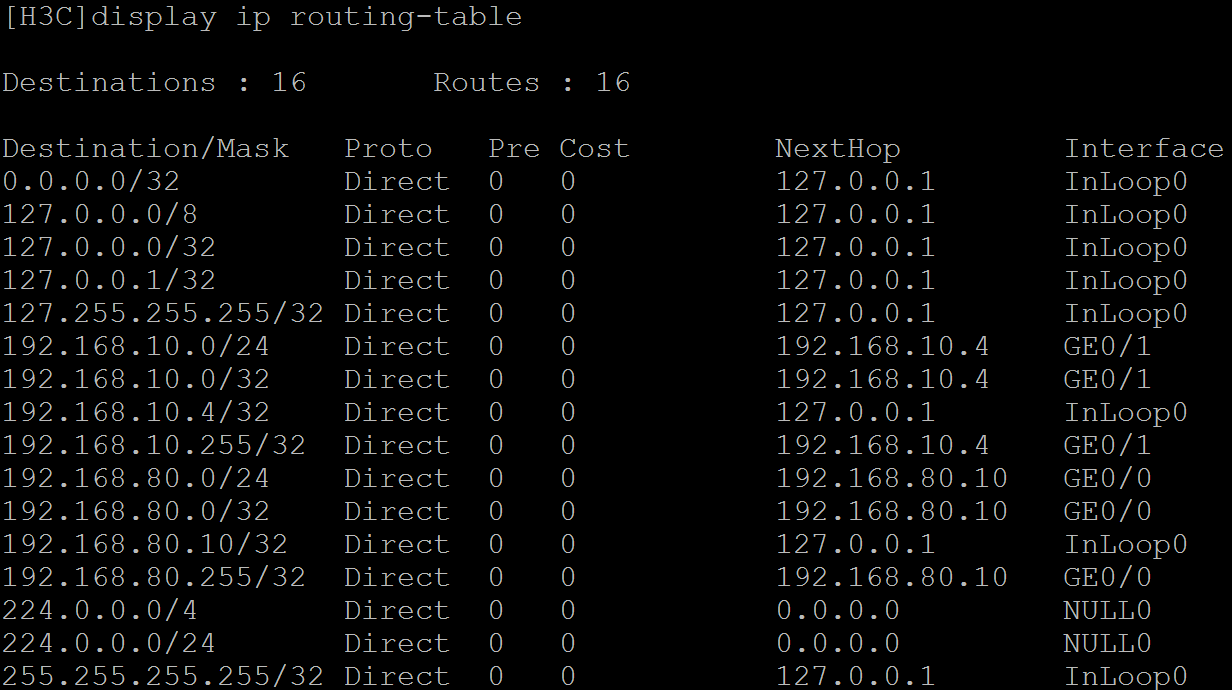 [H3C]display ip routing-table
Destinations : 16 Routes : 16
Destination/Mask Proto Pre Cost NextHop Interface
0.0.0.0/32 Direct 0 0 127.0.0.1 InLoop0
127.0.0.0/8 Direct 0 0 127.0.0.1 InLoop0
127.0.0.0/32 Direct 0 0 127.0.0.1 InLoop0
127.0.0.1/32 Direct 0 0 127.0.0.1 InLoop0
127.255.255.255/32 Direct 0 0 127.0.0.1 InLoop0
192.168.10.0/24 Direct 0 0 192.168.10.4 GE0/1
192.168.10.0/32 Direct 0 0 192.168.10.4 GE0/1
192.168.10.4/32 Direct 0 0 127.0.0.1 InLoop0
192.168.10.255/32 Direct 0 0 192.168.10.4 GE0/1
192.168.80.0/24 Direct 0 0 192.168.80.10 GE0/0
192.168.80.0/32 Direct 0 0 192.168.80.10 GE0/0
192.168.80.10/32 Direct 0 0 127.0.0.1 InLoop0
192.168.80.255/32 Direct 0 0 192.168.80.10 GE0/0
224.0.0.0/4 Direct 0 0 0.0.0.0 NULL0
224.0.0.0/24 Direct 0 0 0.0.0.0 NULL0
255.255.255.255/32 Direct 0 0 127.0.0.1 InLoop0